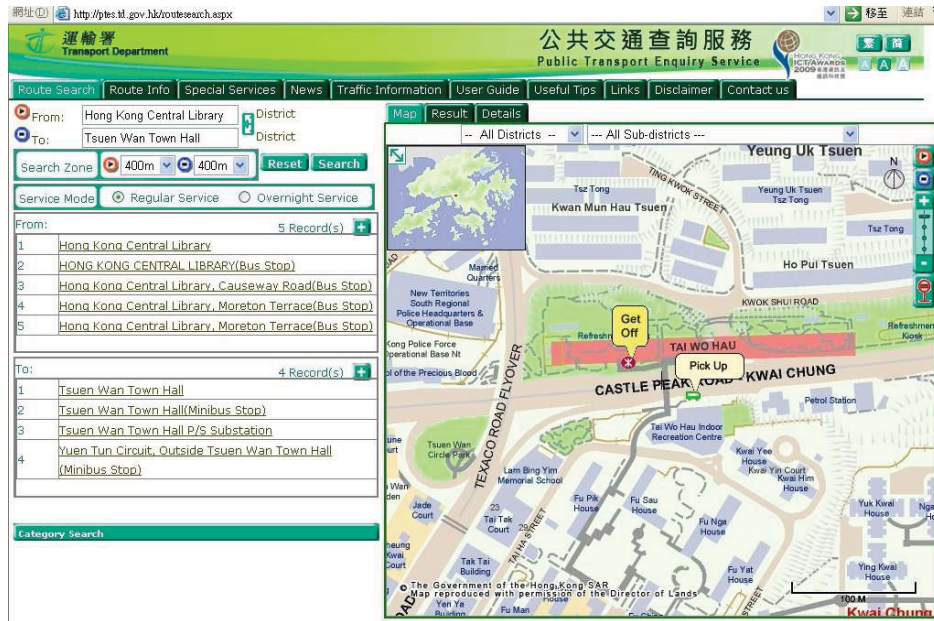 網址(D) http://ptes.td.gov.hk/routesearch.aspx 移至 連結
運輸署
Transport Department
公共交通查詢服務
Public Transport Enquiry Service
HONG KONG
ICT AWARDS
2009
繁 简
A A A
Route Search Route Info Special Services News Traffic Information User Guide Useful Tips Links Disclaimer Contact us
From: Hong Kong Central Library District
To: Tsuen Wan Town Hall District
Search Zone 400m 400m Reset Search
Service Mode Regular Service Overnight Service
From: 5 Record(s)
1 Hong Kong Central Library
2 HONG KONG CENTRAL LIBRARY(Bus Stop)
3 Hong Kong Central Library, Causeway Road(Bus Stop)
4 Hong Kong Central Library, Moreton Terrace(Bus Stop)
5 Hong Kong Central Library, Moreton Terrace(Bus Stop)
To: 4 Record(s)
1 Tsuen Wan Town Hall
2 Tsuen Wan Town Hall(Minibus Stop)
3 Tsuen Wan Town Hall P/S Substation
4 Yuen Tun Circuit, Outside Tsuen Wan Town Hall
(Minibus Stop)
Category Search
Map Result Details
-- All Districts -- --- All Sub-districts ---
Yeung Uk Tsuen
N
TING KWOK STREET
Tsz Tong
Yeung Uk Tsuen
Tsz Tong
Kwan Mun Hau Tsuen
Tsz Tong
Ho Pui Tsuen
Married
Quarters
New Territories
South Regional
Police Headquarters &
Operational Base
KWOK SHUI ROAD
Get
Off
Kong Police Force
Operational Base Nt
TAI WO HAU
Kiosk
ol of the Precious Blood
Pick Up
CASTLE PEAK ROAD - KWAI CHUNG
TEXACO ROAD FLYOVER
Petrol Station
Tai Wo Hau Indoor
Recreation Centre
Tsuen Wan
Circle Park
Kwai Yee
House
Kwai Yin Court
Kwai Him
House
Lam Bing Yim
Memorial School
Jade
Court
23
Tai Tak
Court
29
TAI HA STREET
Fu Pik
House
Fu Sau
House
Fu Nga
House
Yuk Kwai
House
Kwai
Court
Tak Tai
Building
Fu Yat
House
Ying Kwai
House
© The Government of the Hong Kong SAR
Map reproduced with permission of the Director of Lands
100 M
Yen Ya
Building
Fu Man
House
Kwai Chung